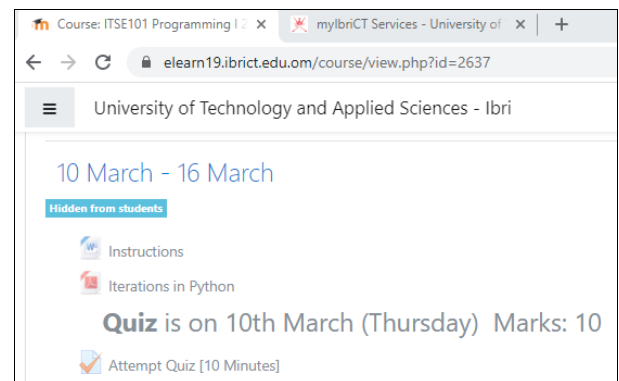 Course: ITSE101 Programming I 2
myIbriCT Services - University of
elearn19.ibrict.edu.om/course/view.php?id=2637
University of Technology and Applied Sciences - Ibri
10 March - 16 March
Hidden from students
Instructions
Iterations in Python
Quiz is on 10th March (Thursday) Marks: 10
Attempt Quiz [10 Minutes]